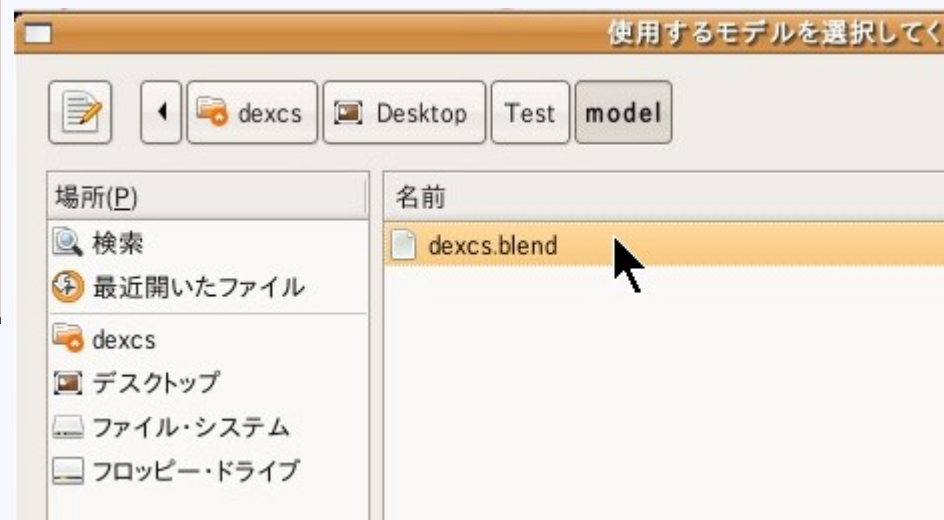 使用するモデルを選択してく
dexcs Desktop Test model
場所(P) 名前
検索 dexcs.blend
最近開いたファイル
dexcs
デスクトップ
ファイル・システム
フロッピー・ドライブ